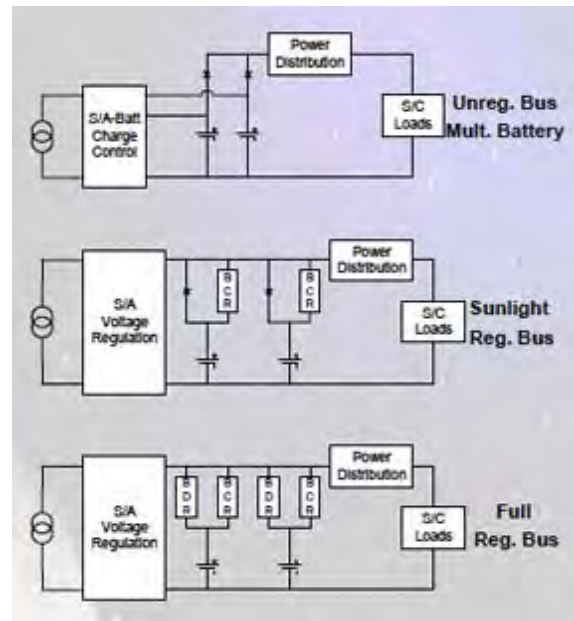 Power
Distribution
S/A-Batt
Charge
Control
S/C
Loads
Unreg. Bus
Mult. Battery
S/A
Voltage
Regulation
B
C
R
B
C
R
Power
Distribution
S/C
Loads
Sunlight
Reg. Bus
S/A
Voltage
Regulation
B
D
R
B
C
R
B
D
R
B
C
R
Power
Distribution
S/C
Loads
Full
Reg. Bus